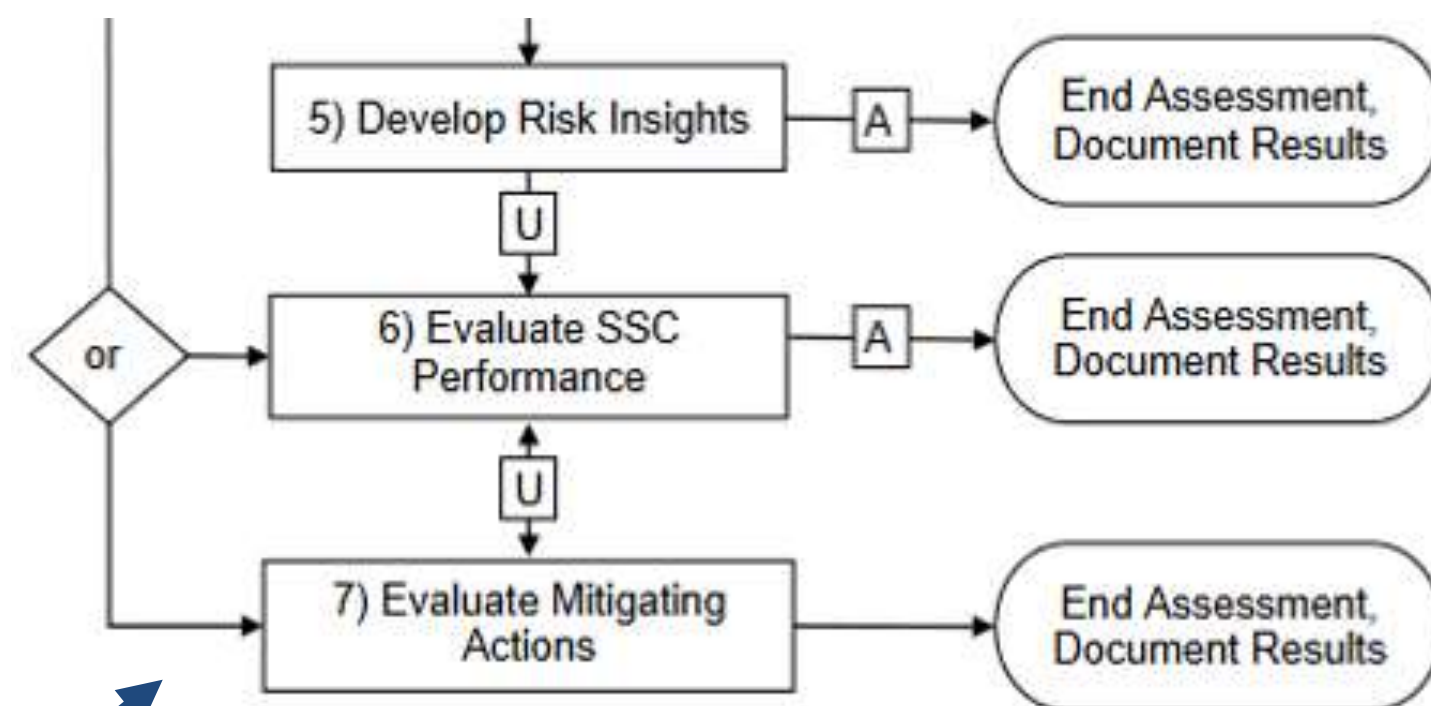 5) Develop Risk Insights
A
End Assessment,
Document Results
U
or
6) Evaluate SSC
Performance
A
End Assessment,
Document Results
U
7) Evaluate Mitigating
Actions
End Assessment,
Document Results